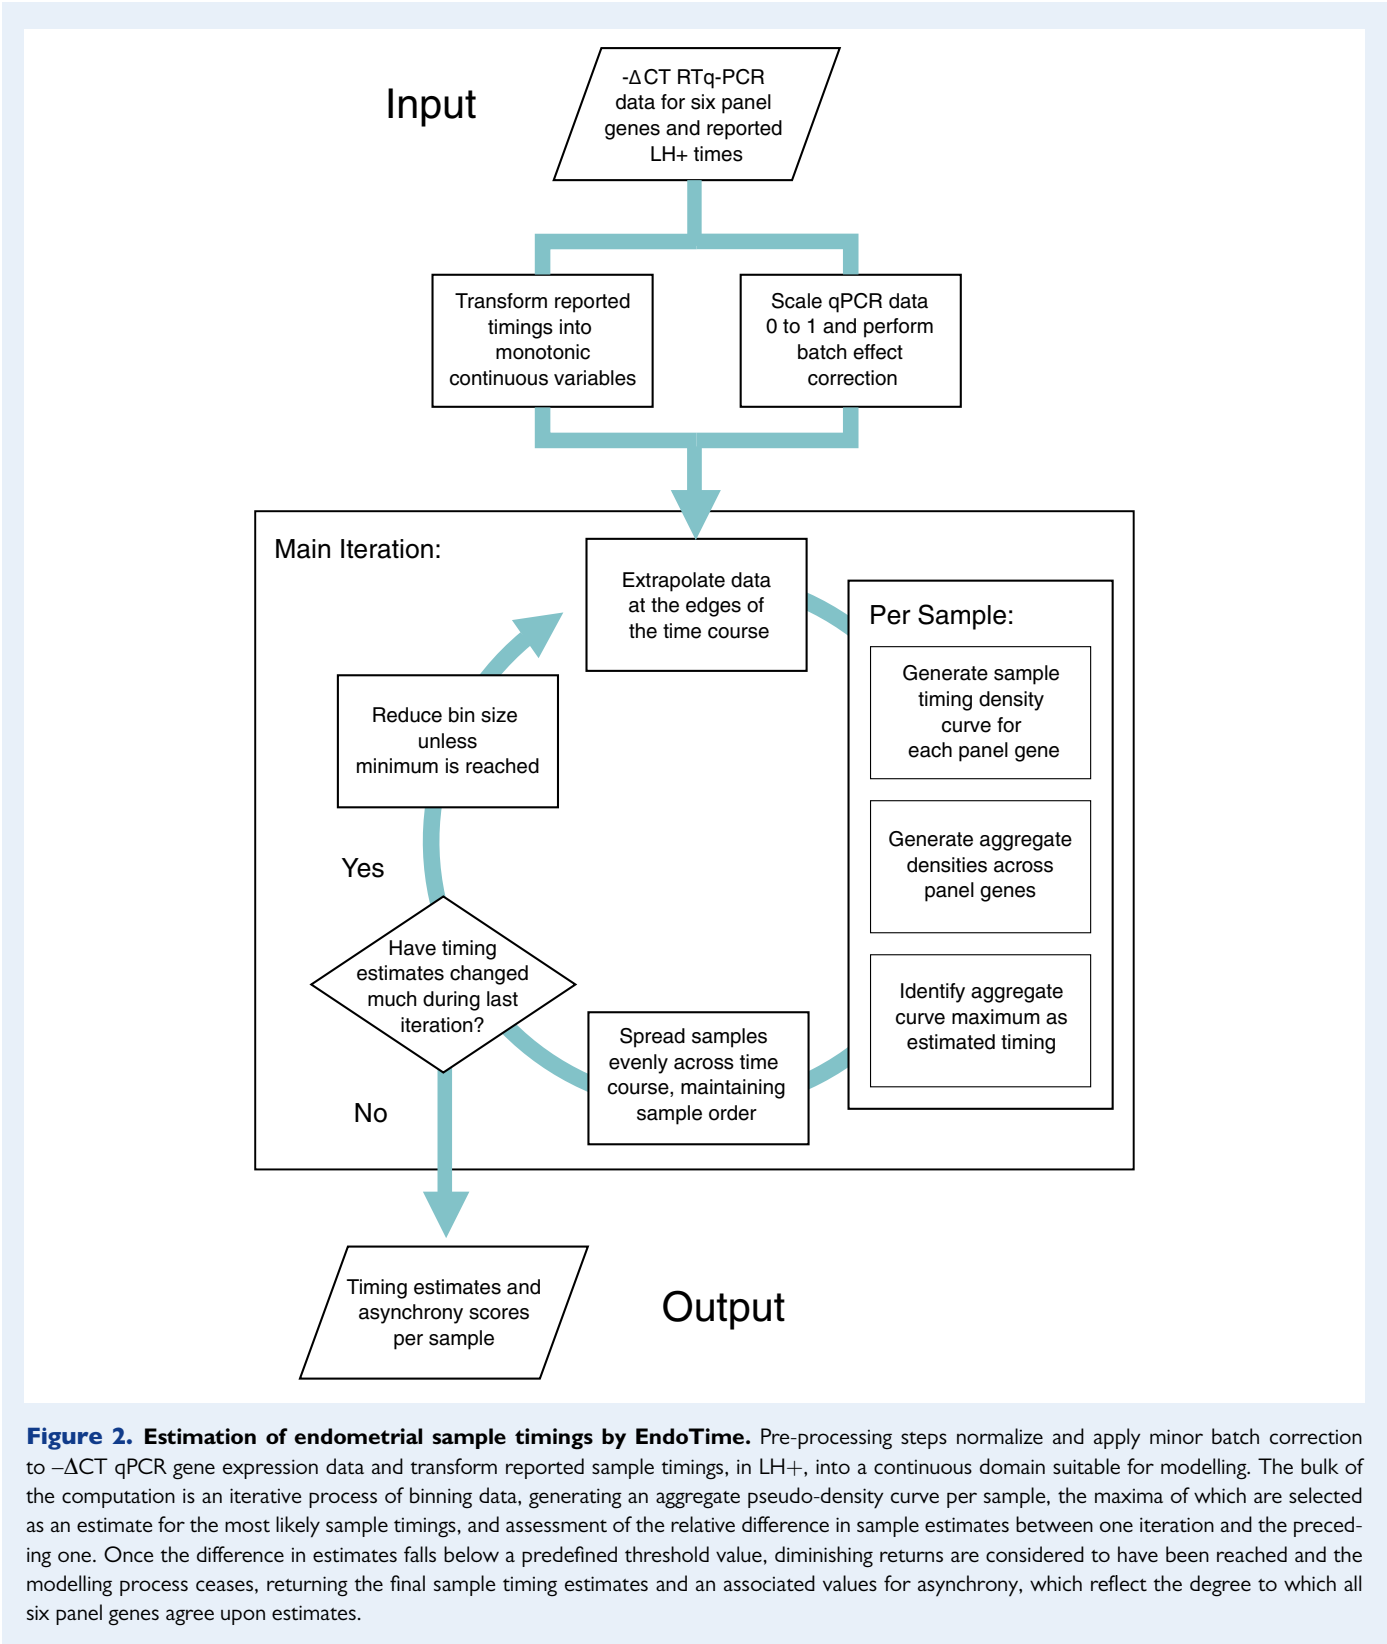 Input
-ΔCT RTq-PCR
data for six panel
genes and reported
LH+ times
Transform reported
timings into
monotonic
continuous variables
Scale qPCR data
0 to 1 and perform
batch effect
correction
Main Iteration:
Extrapolate data
at the edges of
the time course
Per Sample:
Generate sample
timing density
curve for
each panel gene
Generate aggregate
densities across
panel genes
Identify aggregate
curve maximum as
estimated timing
Spread samples
evenly across time
course, maintaining
sample order
Have timing
estimates changed
much during last
iteration?
Yes
Reduce bin size
unless
minimum is reached
No
Timing estimates and
asynchrony scores
per sample
Output
Figure 2. Estimation of endometrial sample timings by EndoTime. Pre-processing steps normalize and apply minor batch correction
to –ΔCT qPCR gene expression data and transform reported sample timings, in LH+, into a continuous domain suitable for modelling. The bulk of
the computation is an iterative process of binning data, generating an aggregate pseudo-density curve per sample, the maxima of which are selected
as an estimate for the most likely sample timings, and assessment of the relative difference in sample estimates between one iteration and the preced-
ing one. Once the difference in estimates falls below a predefined threshold value, diminishing returns are considered to have been reached and the
modelling process ceases, returning the final sample timing estimates and an associated values for asynchrony, which reflect the degree to which all
six panel genes agree upon estimates.